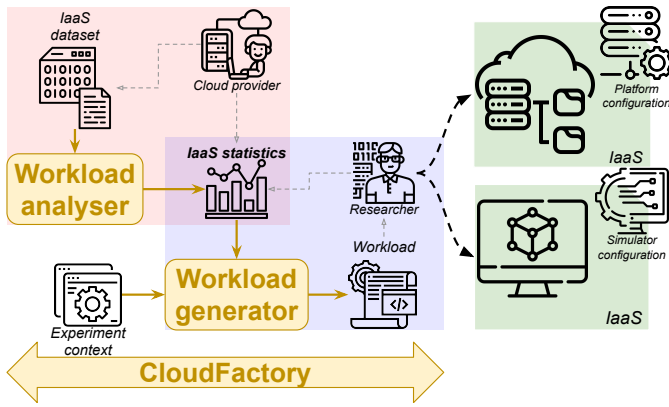 IaaS
dataset
Cloud provider
Platform
configuration
Workload
analyser
IaaS statistics
Researcher
IaaS
Simulator
configuration
Workload
Workload
generator
Experiment
context
IaaS
CloudFactory